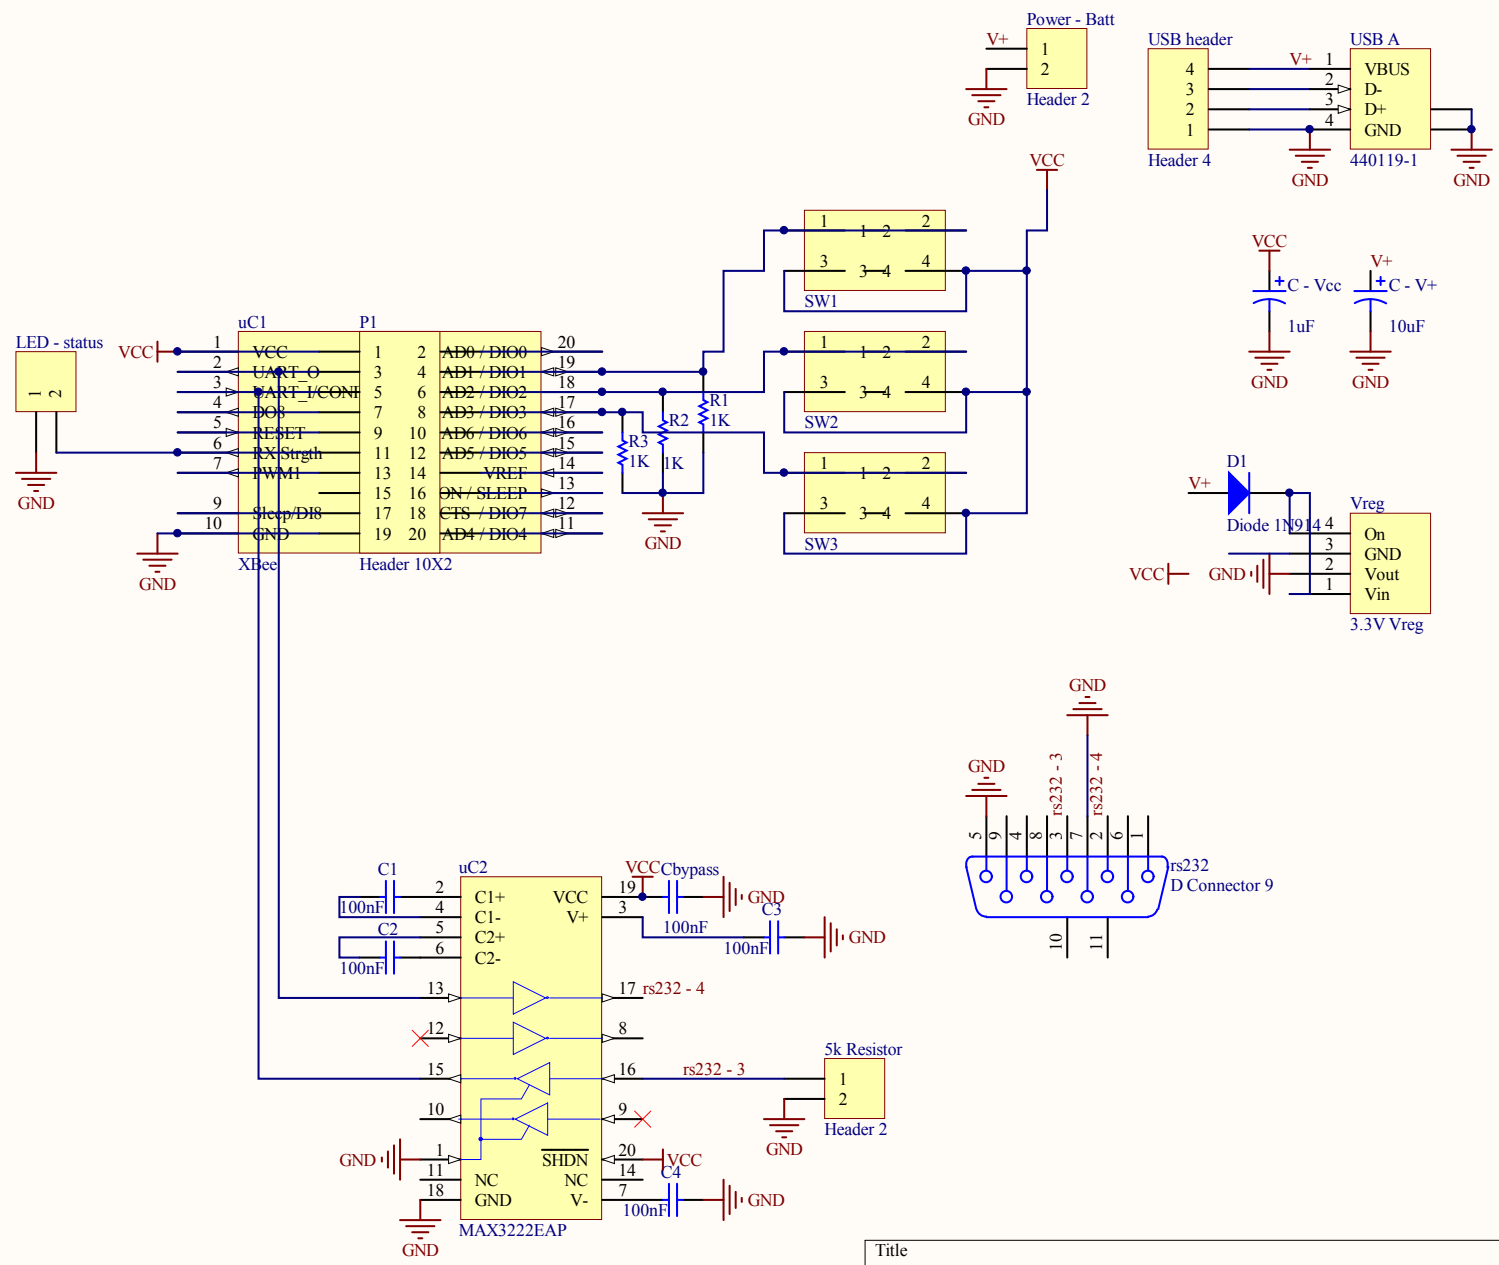 Power - Batt
V+
1
2
Header 2
GND
USB header
4
3
2
1
Header 4
USB A
V+
1
2
3
4
VBUS
D-
D+
GND
440119-1
GND
GND
VCC
1 2
1 2
3 4
3 4
SW1
1 2
1 2
3 4
3 4
SW2
1 2
1 2
3 4
3 4
SW3
VCC
C - Vcc
1uF
GND
V+
C - V+
10uF
GND
LED - status
1
2
GND
uC1
P1
VCC
1 VCC 1 2 AD0 / DIO0 20
2 UART_O 3 4 AD1 / DIO1 19
3 UART_I/CONF 5 6 AD2 / DIO2 18
4 DO8 7 8 AD3 / DIO3 17
5 RESET 9 10 AD6 / DIO6 16
6 RX Strgth 11 12 AD5 / DIO5 15
7 PWM1 13 14 VREF 14
15 16 ON / SLEEP 13
9 Sleep/DI8 17 18 CTS / DIO7 12
10 GND 19 20 AD4 / DIO4 11
XBee
Header 10X2
GND
R1
1K
R2
1K
R3
1K
GND
D1
V+
Diode 1N914
Vreg
4 On
3 GND
2 Vout
1 Vin
3.3V Vreg
VCC
GND
GND
GND
rs232 - 3
rs232 - 4
5 9 4 8 3 7 2 6 1
rs232
D Connector 9
10 11
C1
100nF
C2
100nF
uC2
2 C1+ VCC 19
4 C1- V+ 3
5 C2+
6 C2-
VCC
Cbypass
100nF
GND
C3
100nF
GND
13 17 rs232 - 4
12 8
15 16 rs232 - 3
10 9
GND 1 SHDN 20 VCC
11 NC NC 14
18 GND V- 7
GND
MAX3222EAP
C4
100nF
GND
5k Resistor
1
2
Header 2
GND
Title